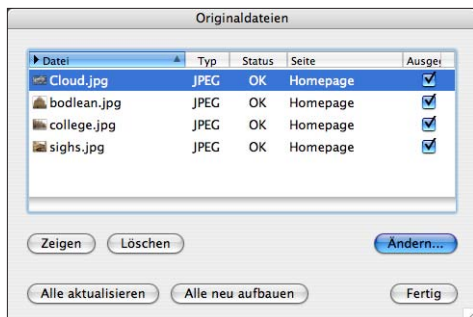 Originaldateien
Datei Typ Status Seite Ausge
Cloud.jpg JPEG OK Homepage
bodlean.jpg JPEG OK Homepage
college.jpg JPEG OK Homepage
sighs.jpg JPEG OK Homepage
Zeigen Löschen Ändern...
Alle aktualisieren Alle neu aufbauen Fertig